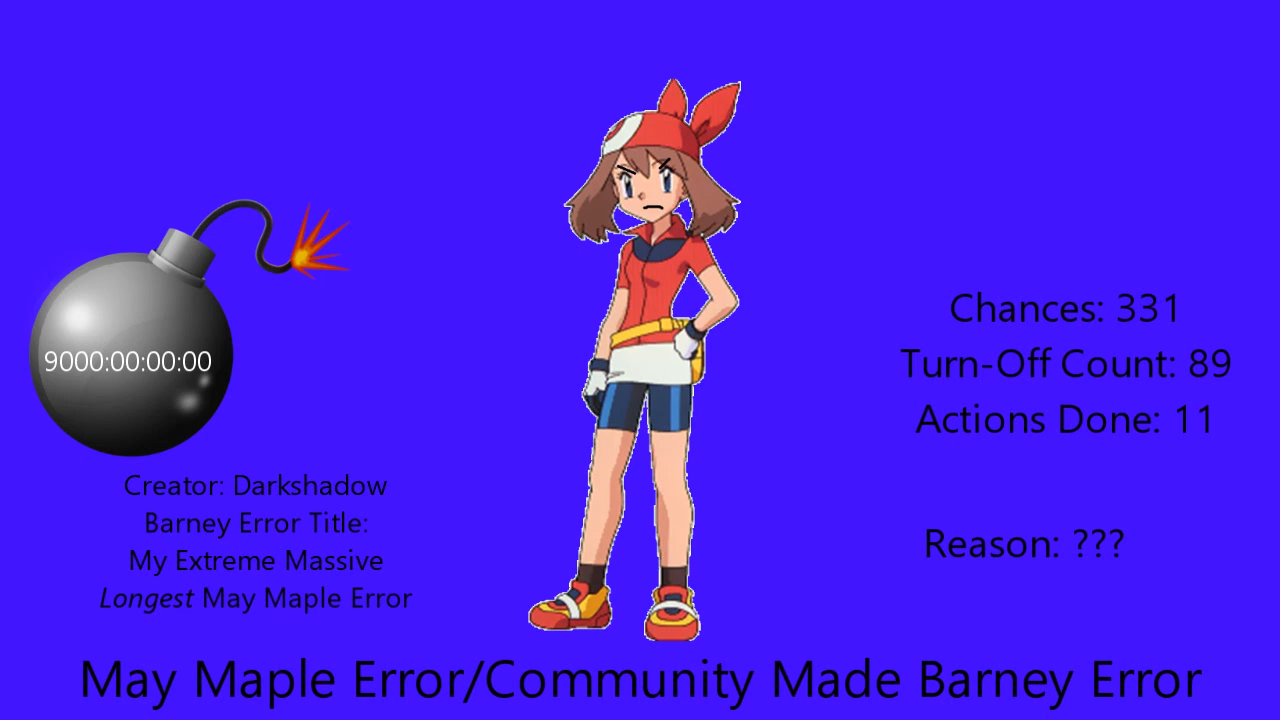 9000:00:00:00
Creator: Darkshadow
Barney Error Title:
My Extreme Massive
Longest May Maple Error
Chances: 331
Turn-Off Count: 89
Actions Done: 11
Reason: ???
May Maple Error/Community Made Barney Error